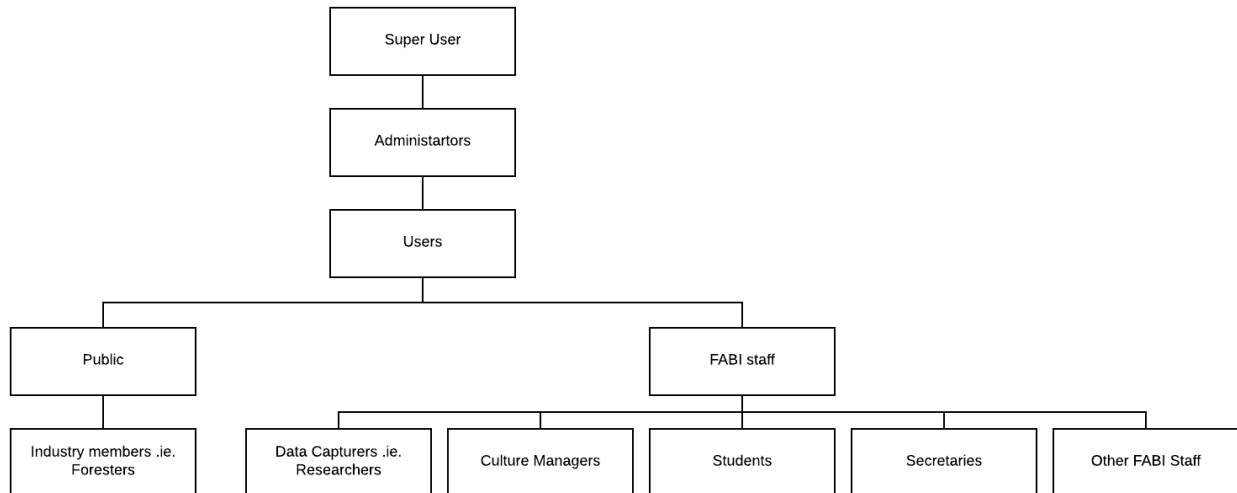 Super User
Administartors
Users
Public
FABI staff
Industry members .ie.
Foresters
Data Capturers .ie.
Researchers
Culture Managers
Students
Secretaries
Other FABI Staff